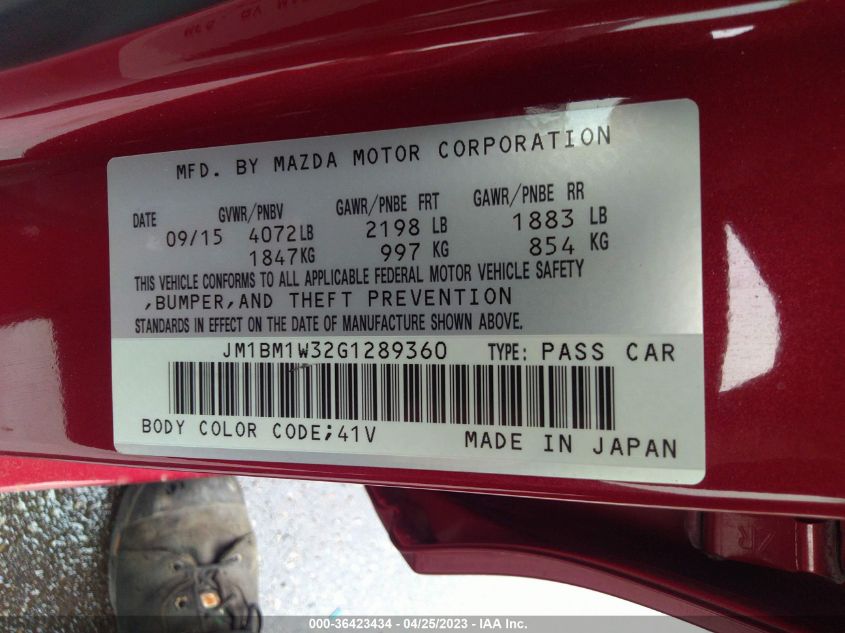 MFD. BY MAZDA MOTOR CORPORATION
DATE GVWR/PNBV GAWR/PNBE FRT GAWR/PNBE RR
09/15 4072LB 2198 LB 1883 LB
1847KG 997 KG 854 KG
THIS VEHICLE CONFORMS TO ALL APPLICABLE FEDERAL MOTOR VEHICLE SAFETY
,BUMPER,AND THEFT PREVENTION
STANDARDS IN EFFECT ON THE DATE OF MANUFACTURE SHOWN ABOVE.
JM1BM1W32G1289360 TYPE: PASS CAR
BODY COLOR CODE;41V MADE IN JAPAN
000-36423434 - 04/25/2023 - IAA Inc.